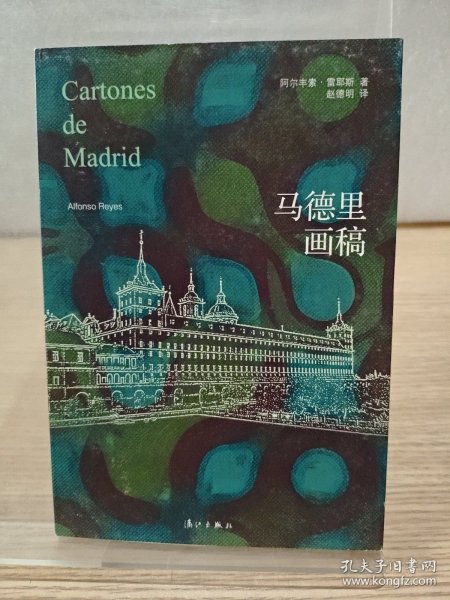 Cartones
de
Madrid
Alfonso Reyes
阿尔丰索·雷耶斯 著
赵德明 译
马德里
画稿
漓江出版社
孔夫子旧书网
www.kongfz.com